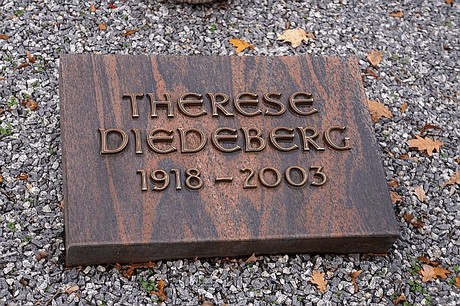 THERESE
DIEDEBERG
1918 – 2003